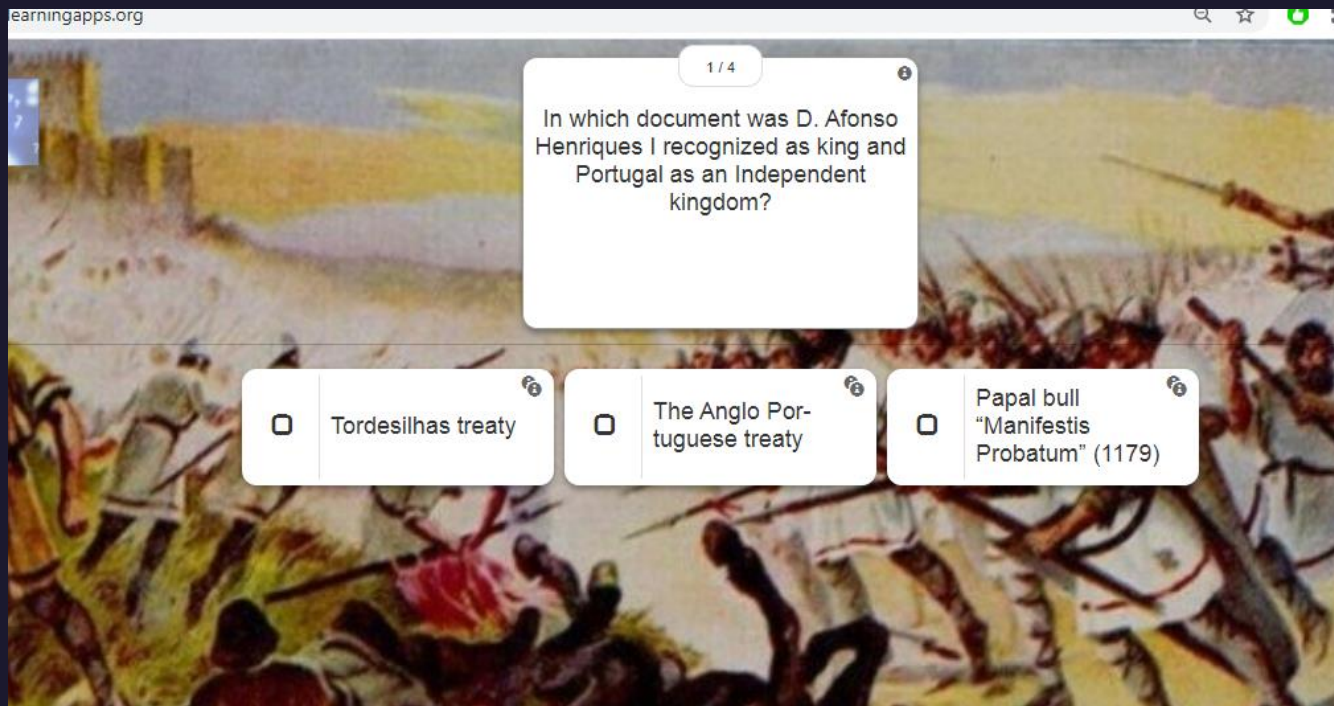 learningapps.org
1 / 4
In which document was D. Afonso
Henriques I recognized as king and
Portugal as an Independent
kingdom?
Tordesilhas treaty
The Anglo Por-
tuguese treaty
Papal bull
“Manifestis
Probatum” (1179)